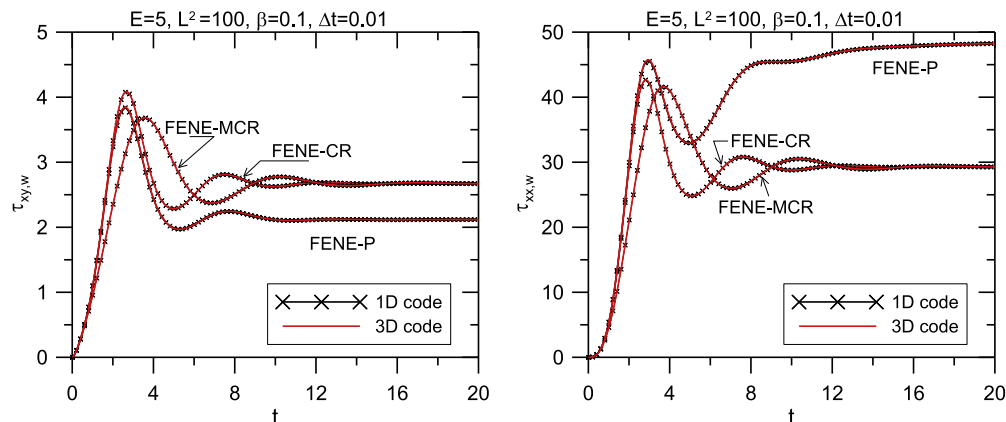 E=5, L²=100, β=0.1, Δt=0.01
5
4
3
2
1
0
τxy,w
FENE-MCR
FENE-CR
FENE-P
1D code
3D code
0 4 8 12 16 20
t
E=5, L²=100, β=0.1, Δt=0.01
50
40
30
20
10
0
τxx,w
FENE-P
FENE-CR
FENE-MCR
1D code
3D code
0 4 8 12 16 20
t